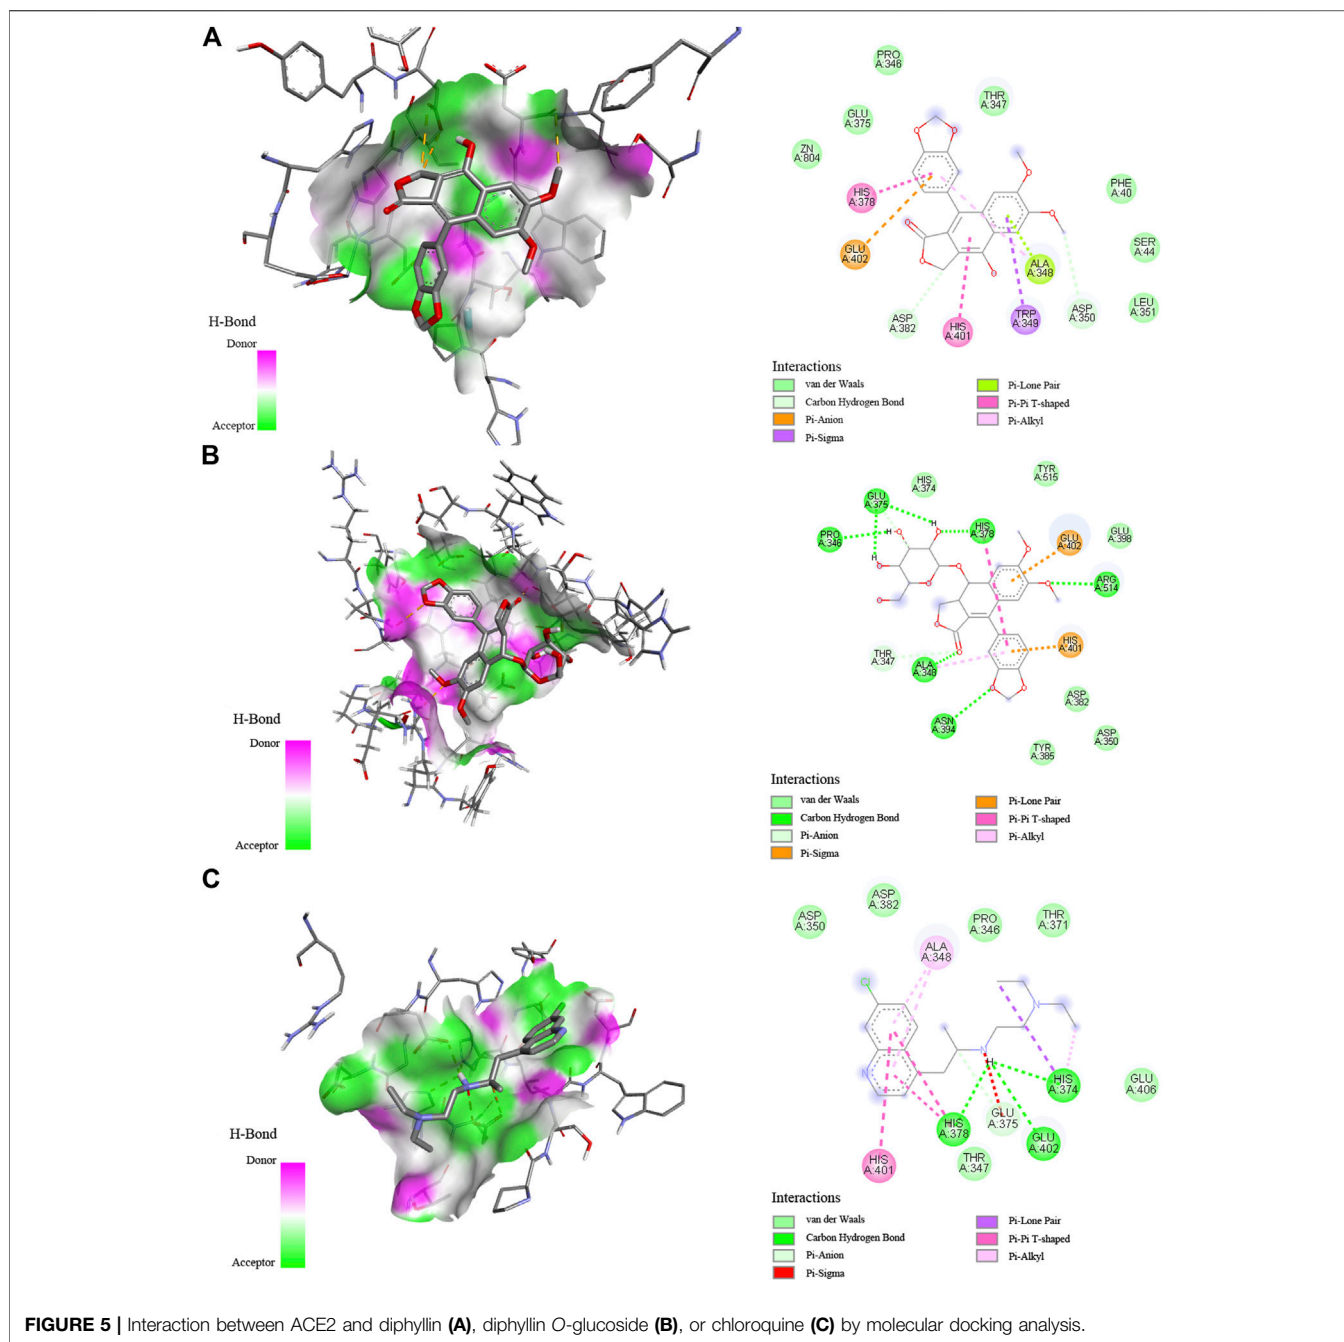 A
H-Bond
Donor
Acceptor
PRO
A:346
THR
A:347
GLU
A:375
ZN
A:804
HIS
A:378
PHE
A:40
GLU
A:402
SER
A:44
ALA
A:348
LEU
A:351
ASP
A:382
HIS
A:401
TRP
A:349
ASP
A:350
Interactions
van der Waals
Carbon Hydrogen Bond
Pi-Anion
Pi-Sigma
Pi-Lone Pair
Pi-Pi T-shaped
Pi-Alkyl
B
H-Bond
Donor
Acceptor
TYR
A:515
HIS
A:374
GLU
A:375
H
HIS
A:378
PRO
A:346
H
GLU
A:402
GLU
A:398
H
ARG
A:514
THR
A:347
ALA
A:348
HIS
A:401
ASP
A:382
ASN
A:394
TYR
A:385
ASP
A:350
Interactions
van der Waals
Carbon Hydrogen Bond
Pi-Anion
Pi-Sigma
Pi-Lone Pair
Pi-Pi T-shaped
Pi-Alkyl
C
H-Bond
Donor
Acceptor
ASP
A:350
ASP
A:382
PRO
A:346
THR
A:371
ALA
A:348
Cl
N
N
N
H
HIS
A:374
GLU
A:406
GLU
A:375
HIS
A:378
GLU
A:402
HIS
A:401
THR
A:347
Interactions
van der Waals
Carbon Hydrogen Bond
Pi-Anion
Pi-Sigma
Pi-Lone Pair
Pi-Pi T-shaped
Pi-Alkyl
FIGURE 5 | Interaction between ACE2 and diphyllin (A), diphyllin O-glucoside (B), or chloroquine (C) by molecular docking analysis.